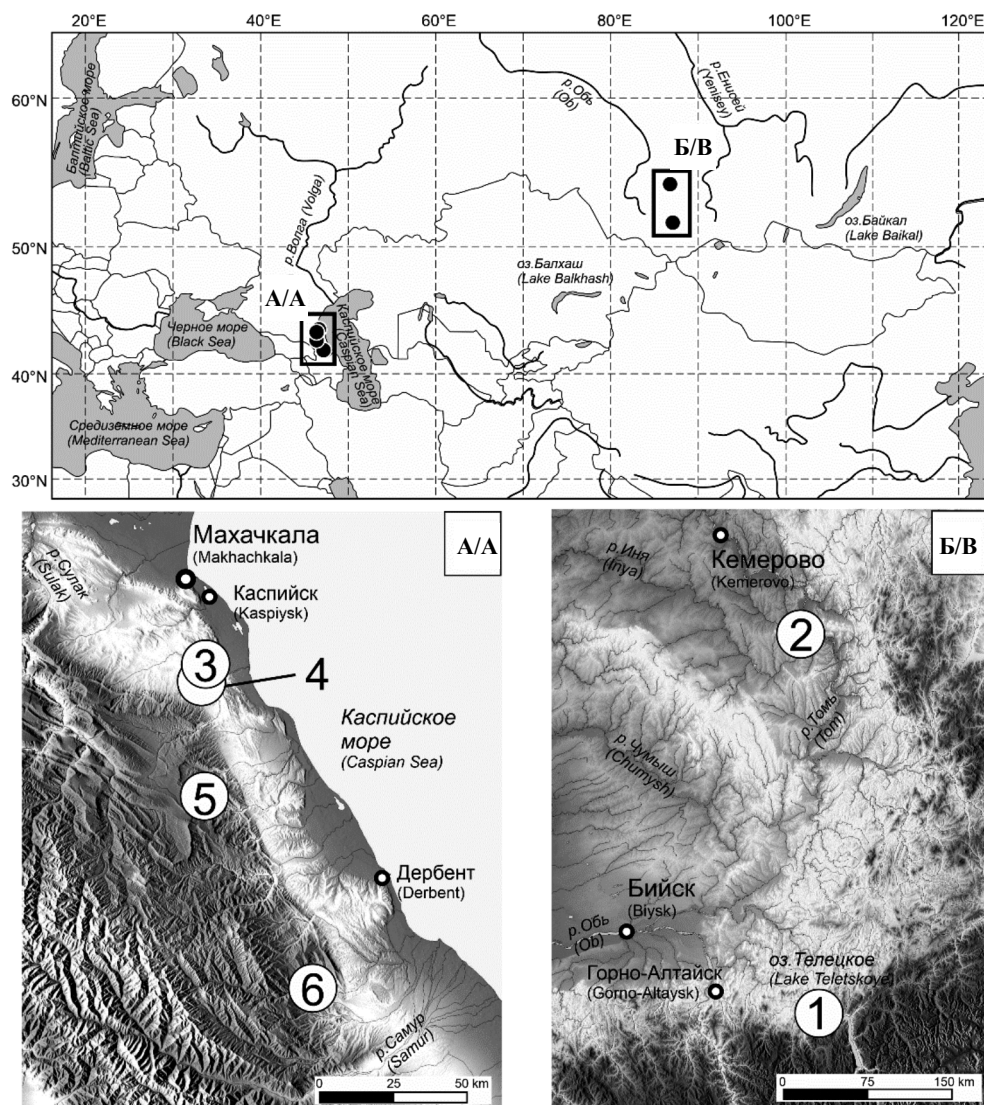 20°E 40°E 60°E 80°E 100°E 120°E
60°N
50°N
40°N
30°N
Балтийское море
(Baltic Sea)
р.Волга (Volga)
р.Обь
(Ob)
р.Енисей
(Yenisey)
Б/В
оз.Байкал
(Lake Baikal)
оз.Балхаш
(Lake Balkhash)
А/А
Черное море
(Black Sea)
Каспийское море
(Caspian Sea)
Средиземное море
(Mediterranean Sea)
А/А
Махачкала
(Makhachkala)
р.Сулак
(Sulak)
Каспийск
(Kaspiysk)
3
4
Каспийское
море
(Caspian Sea)
5
Дербент
(Derbent)
6
р.Самур
(Samur)
0 25 50 km
Б/В
Кемерово
(Kemerovo)
р.Иня
(Inya)
2
р.Томь
(Tom)
р.Чумыш
(Chumysh)
Бийск
(Biysk)
р.Обь
(Ob)
оз.Телецкое
(Lake Teletskoye)
Горно-Алтайск
(Gorno-Altaysk)
1
0 75 150 km